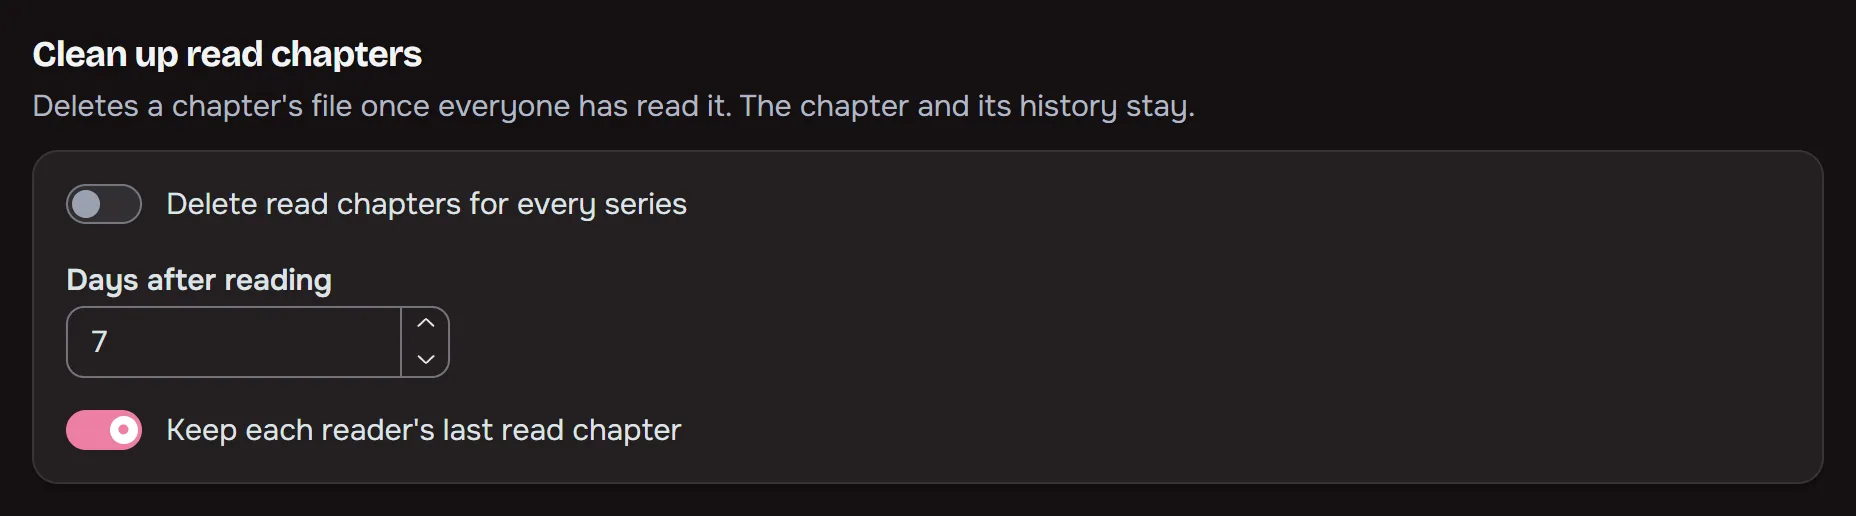 Clean up read chapters
Deletes a chapter's file once everyone has read it. The chapter and its history stay.
Delete read chapters for every series
Days after reading
7
Keep each reader's last read chapter